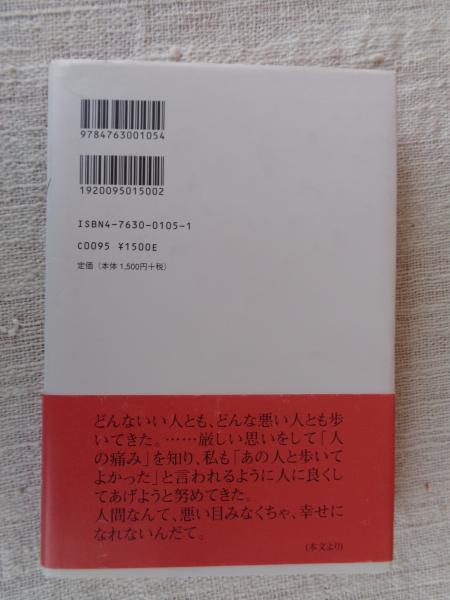 9784763001054
1920095015002
ISBN4-7630-0105-1
C0095 ¥1500E
定価（本体 1,500円+税）
どんないい人とも、どんな悪い人とも歩
いてきた。……厳しい思いをして「人
の痛み」を知り、私も「あの人と歩いて
よかった」と言われるように人に良くし
てあげようと努めてきた。
人間なんて、悪い目みなくちゃ、幸せに
なれないんだて。
(本文より)